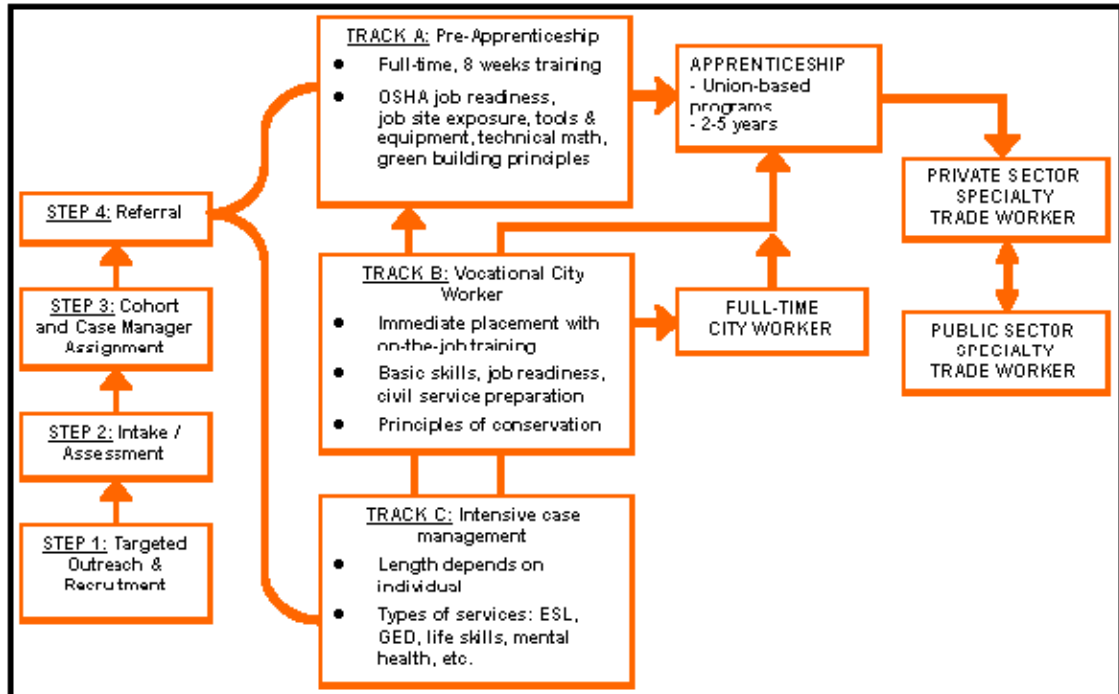 STEP 4: Referral
STEP 3: Cohort
and Case Manager
Assignment
STEP 2: Intake /
Assessment
STEP 1: Targeted
Outreach &
Recruitment
TRACK A: Pre-Apprenticeship
● Full-time, 8 weeks training
● OSHA job readiness,
job site exposure, tools &
equipment, technical math,
green building principles
TRACK B: Vocational City
Worker
● Immediate placement with
on-the-job training
● Basic skills, job readiness,
civil service preparation
● Principles of conservation
TRACK C: Intensive case
management
● Length depends on
individual
● Types of services: ESL,
GED, life skills, mental
health, etc.
APPRENTICESHIP
- Union-based
programs
- 2-5 years
FULL-TIME
CITY WORKER
PRIVATE SECTOR
SPECIALTY
TRADE WORKER
PUBLIC SECTOR
SPECIALTY
TRADE WORKER